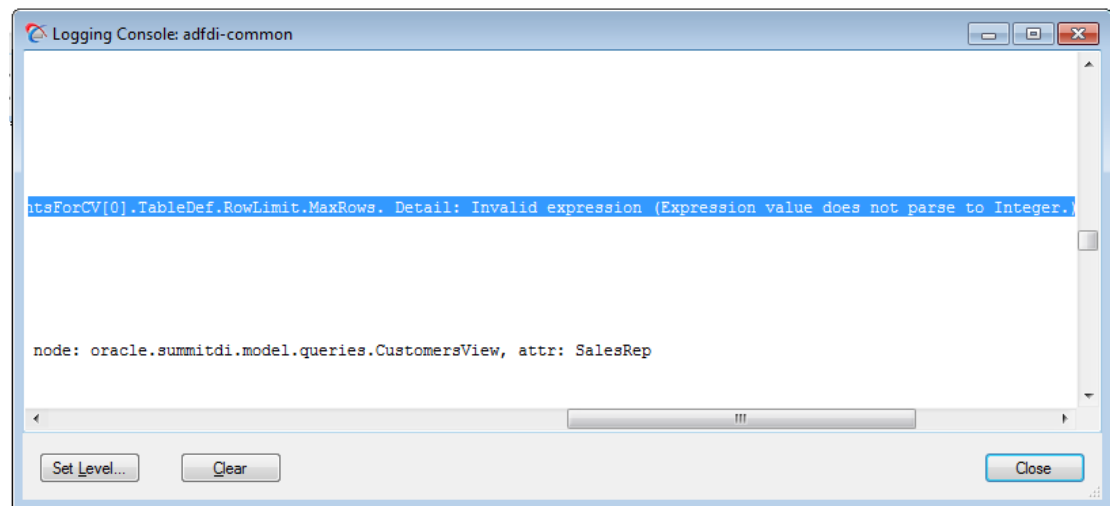 Logging Console: adfdi-common
ntsForCV[0].TableDef.RowLimit.MaxRows. Detail: Invalid expression (Expression value does not parse to Integer.)
node: oracle.summitdi.model.queries.CustomersView, attr: SalesRep
Set Level... Clear Close